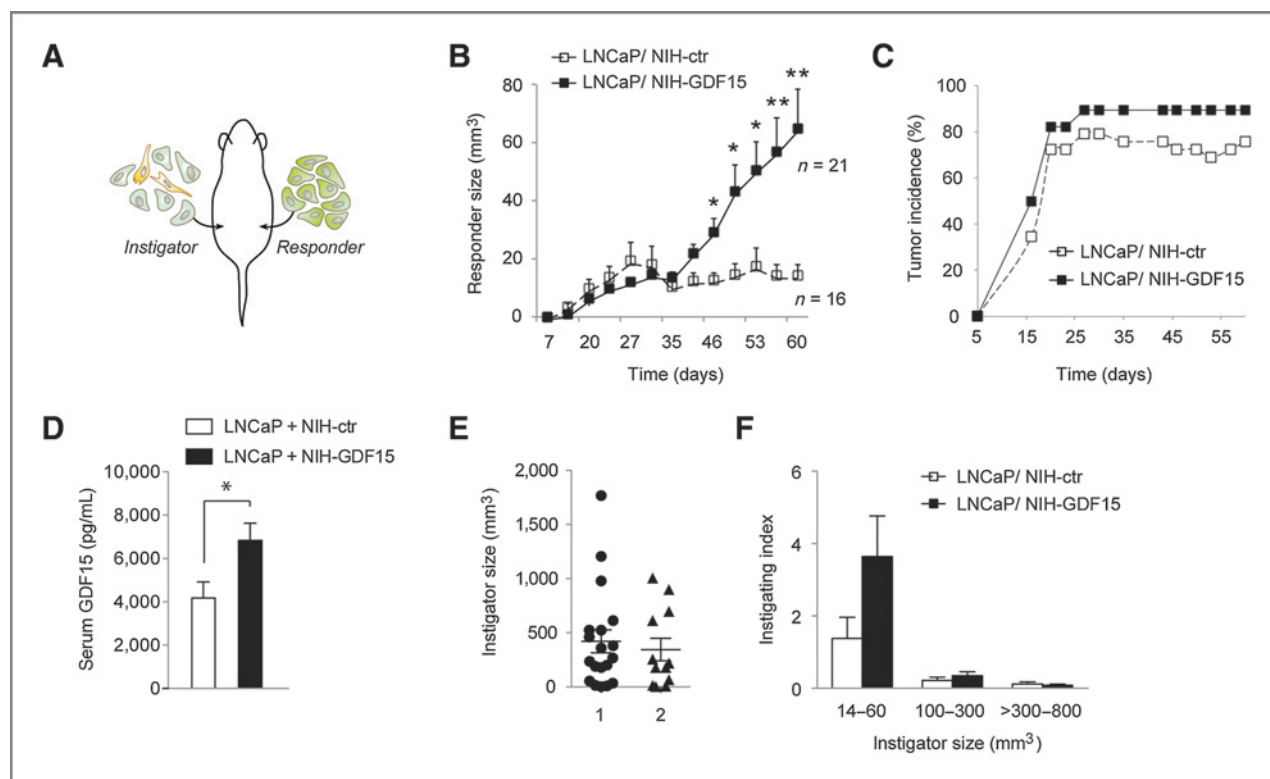 A
Instigator
Responder
B
LNCaP/ NIH-ctr
LNCaP/ NIH-GDF15
Responder size (mm³)
80
60
40
20
0
*
*
*
**
**
n = 21
n = 16
7
20
27
35
46
53
60
Time (days)
C
Tumor incidence (%)
100
80
60
40
20
0
LNCaP/ NIH-ctr
LNCaP/ NIH-GDF15
5
15
25
35
45
55
Time (days)
D
LNCaP + NIH-ctr
LNCaP + NIH-GDF15
Serum GDF15 (pg/mL)
10,000
8,000
6,000
4,000
2,000
0
*
E
Instigator size (mm³)
2,000
1,500
1,000
500
0
1
2
F
LNCaP/ NIH-ctr
LNCaP/ NIH-GDF15
Instigating index
6
4
2
0
14–60
100–300
>300–800
Instigator size (mm³)